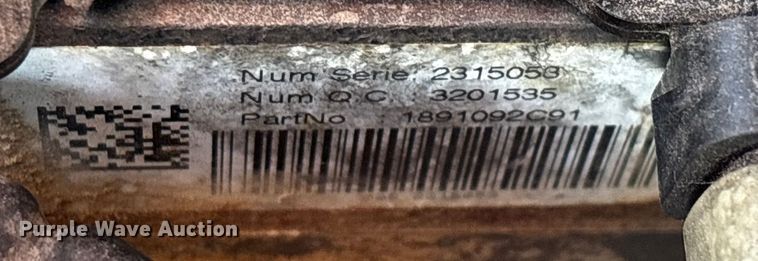 Num Serie: 2315053
Num Q.C. : 3201535
PartNo : 1891092C91
Purple Wave Auction®